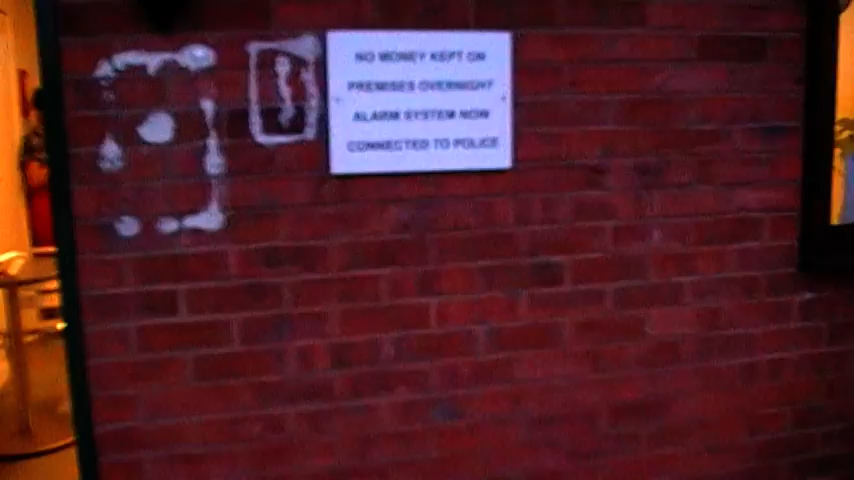 NO MONEY KEPT ON
PREMISES OVERNIGHT
ALARM SYSTEM NOW
CONNECTED TO POLICE